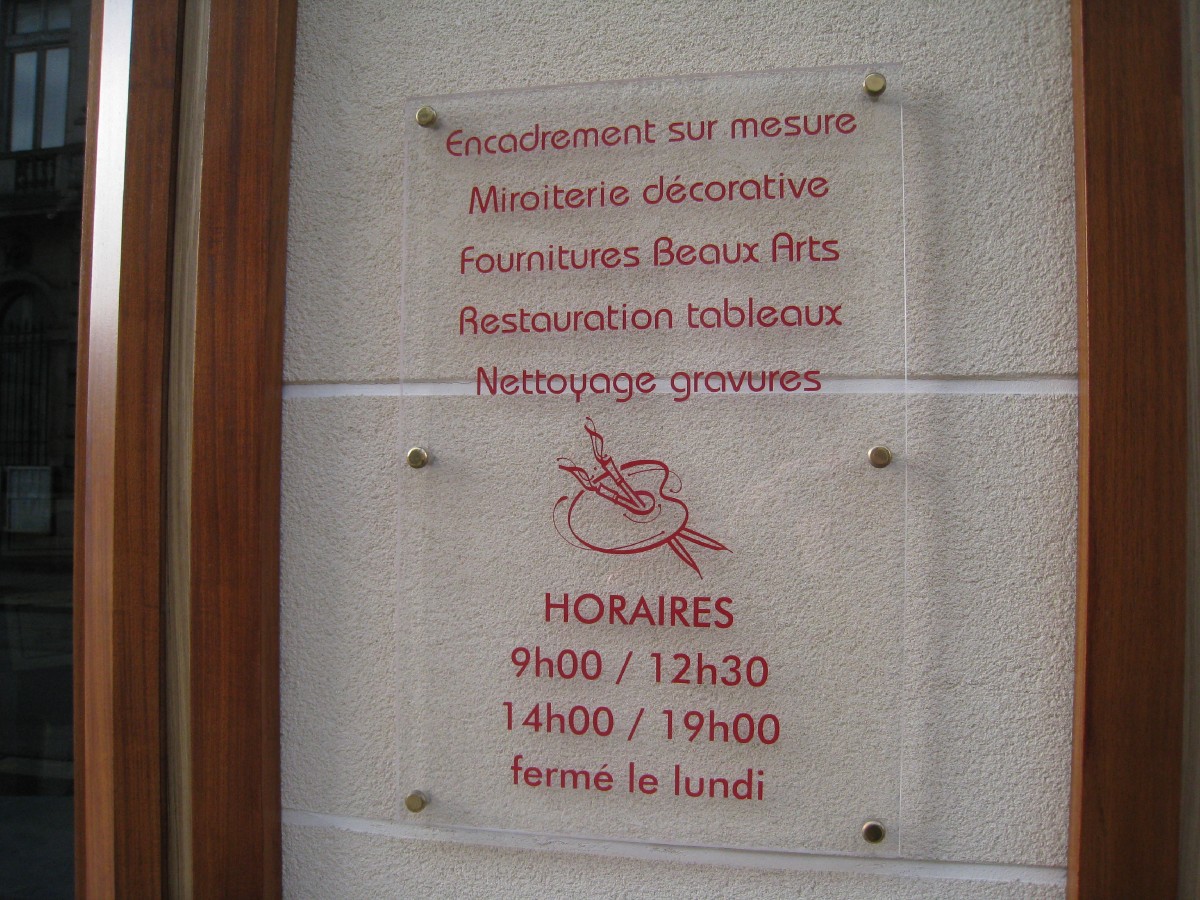 Encadrement sur mesure
Miroiterie décorative
Fournitures Beaux Arts
Restauration tableaux
Nettoyage gravures
HORAIRES
9h00 / 12h30
14h00 / 19h00
fermé le lundi